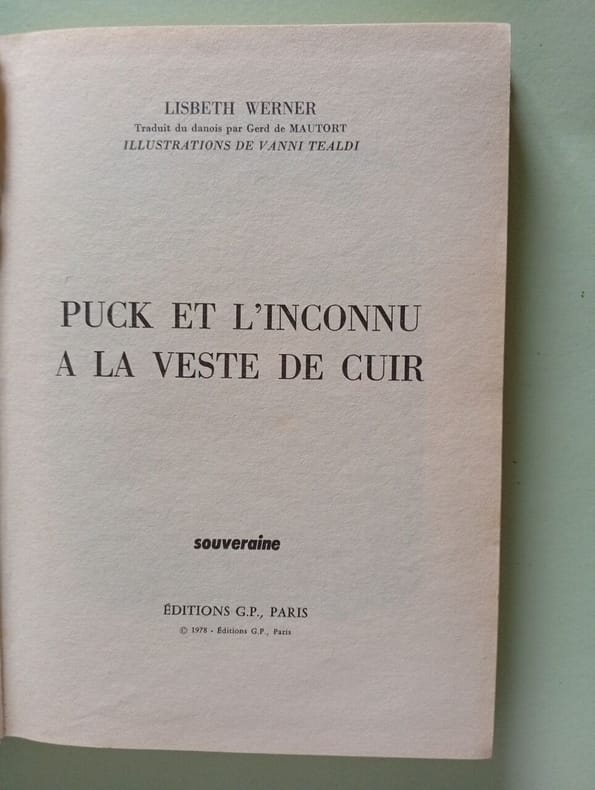 LISBETH WERNER
Traduit du danois par Gerd de MAUTORT
ILLUSTRATIONS DE VANNI TEALDI
PUCK ET L'INCONNU
A LA VESTE DE CUIR
souveraine
ÉDITIONS G.P., PARIS
© 1978 - Éditions G.P., Paris